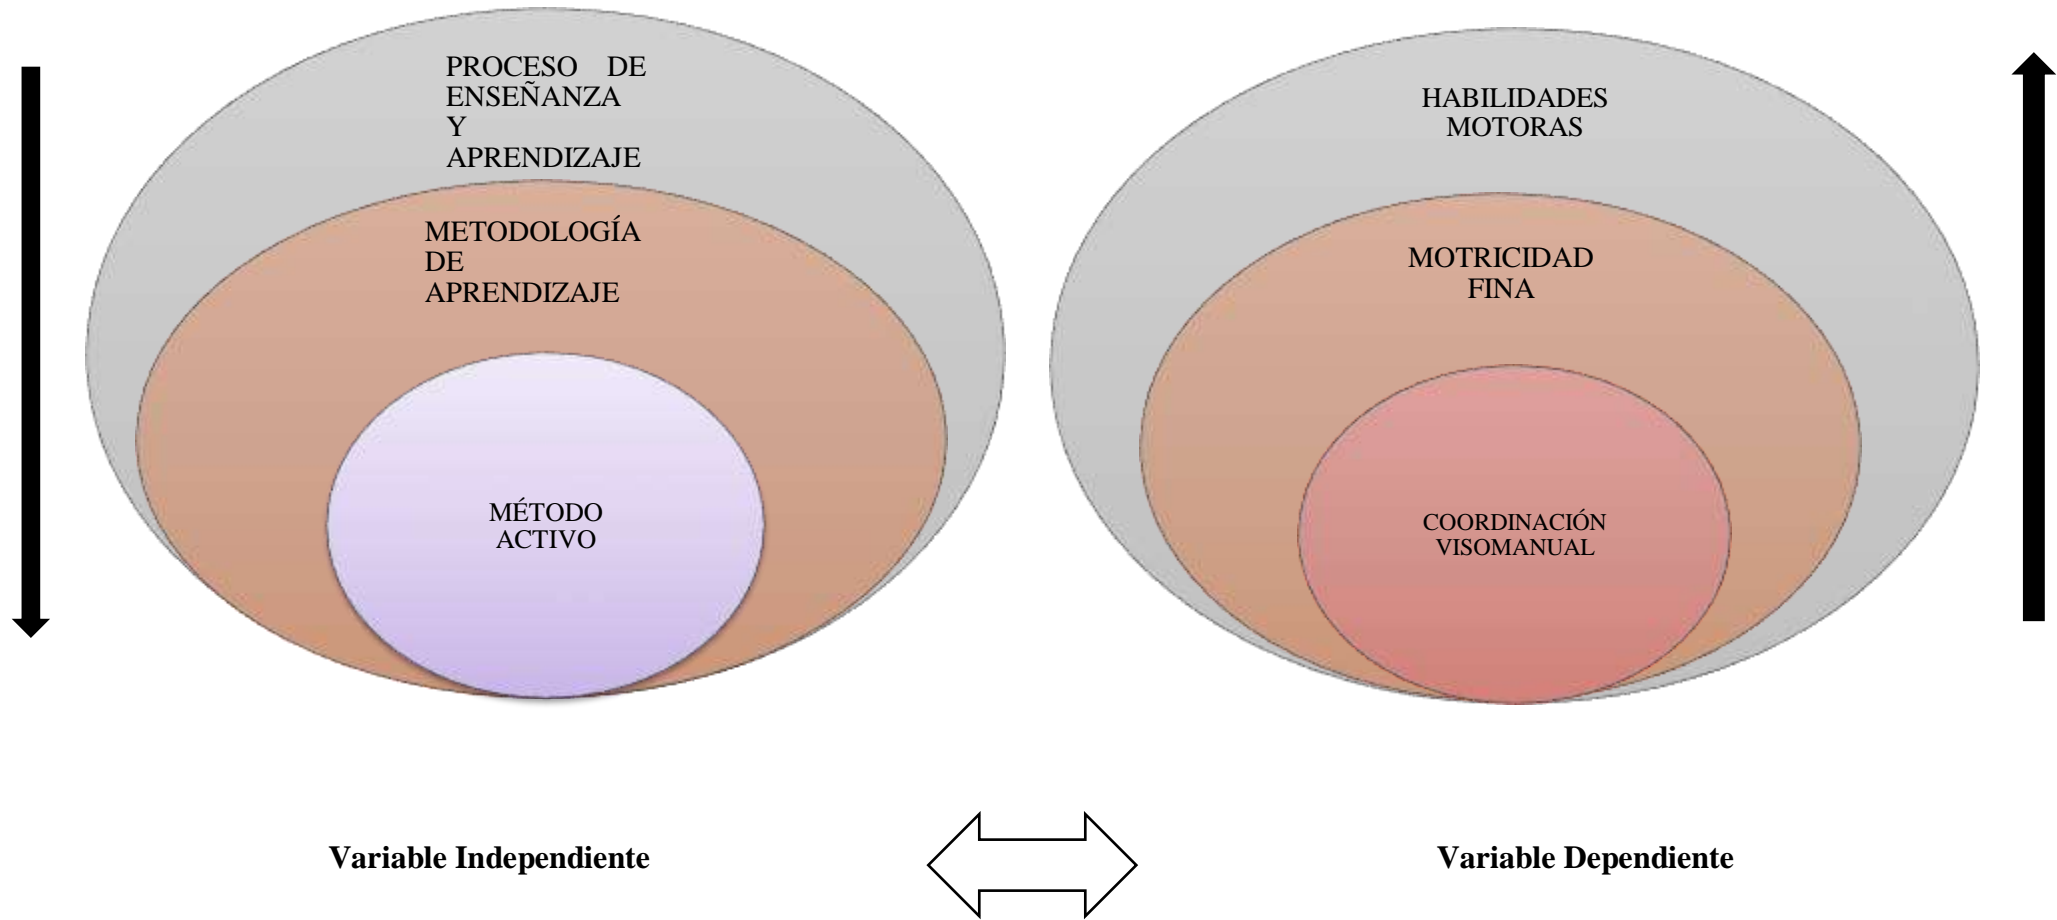 PROCESO DE
ENSEÑANZA
Y
APRENDIZAJE
METODOLOGÍA
DE
APRENDIZAJE
MÉTODO
ACTIVO
HABILIDADES
MOTORAS
MOTRICIDAD
FINA
COORDINACIÓN
VISOMANUAL
Variable Independiente
Variable Dependiente